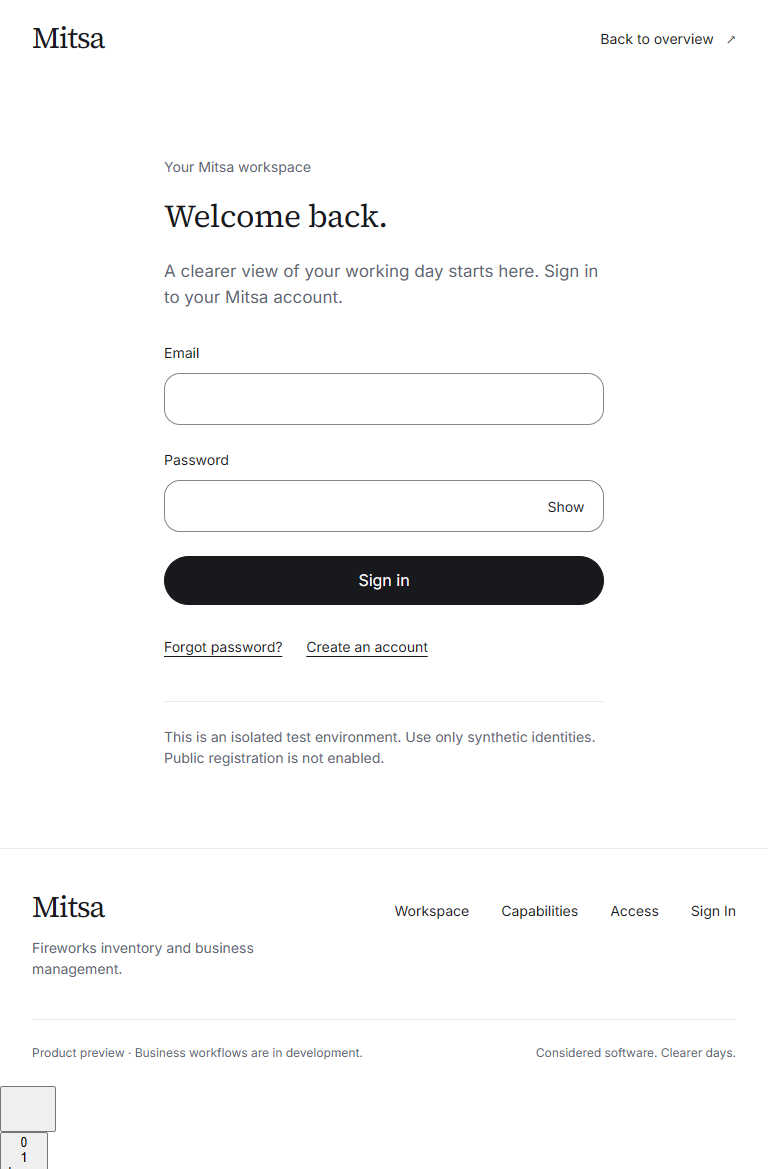 Mitsa
Back to overview ↗
Your Mitsa workspace
Welcome back.
A clearer view of your working day starts here. Sign in
to your Mitsa account.
Email
Password
Show
Sign in
Forgot password? Create an account
This is an isolated test environment. Use only synthetic identities.
Public registration is not enabled.
Mitsa
Workspace Capabilities Access Sign In
Fireworks inventory and business
management.
Product preview · Business workflows are in development.
Considered software. Clearer days.
0
1